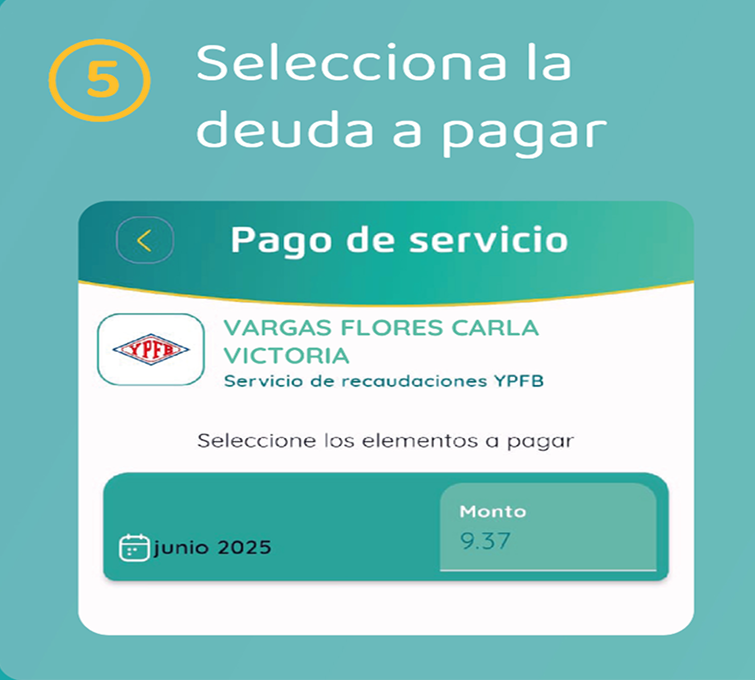 5
Selecciona la
deuda a pagar
Pago de servicio
YPFB
VARGAS FLORES CARLA
VICTORIA
Servicio de recaudaciones YPFB
Seleccione los elementos a pagar
Monto
9.37
junio 2025